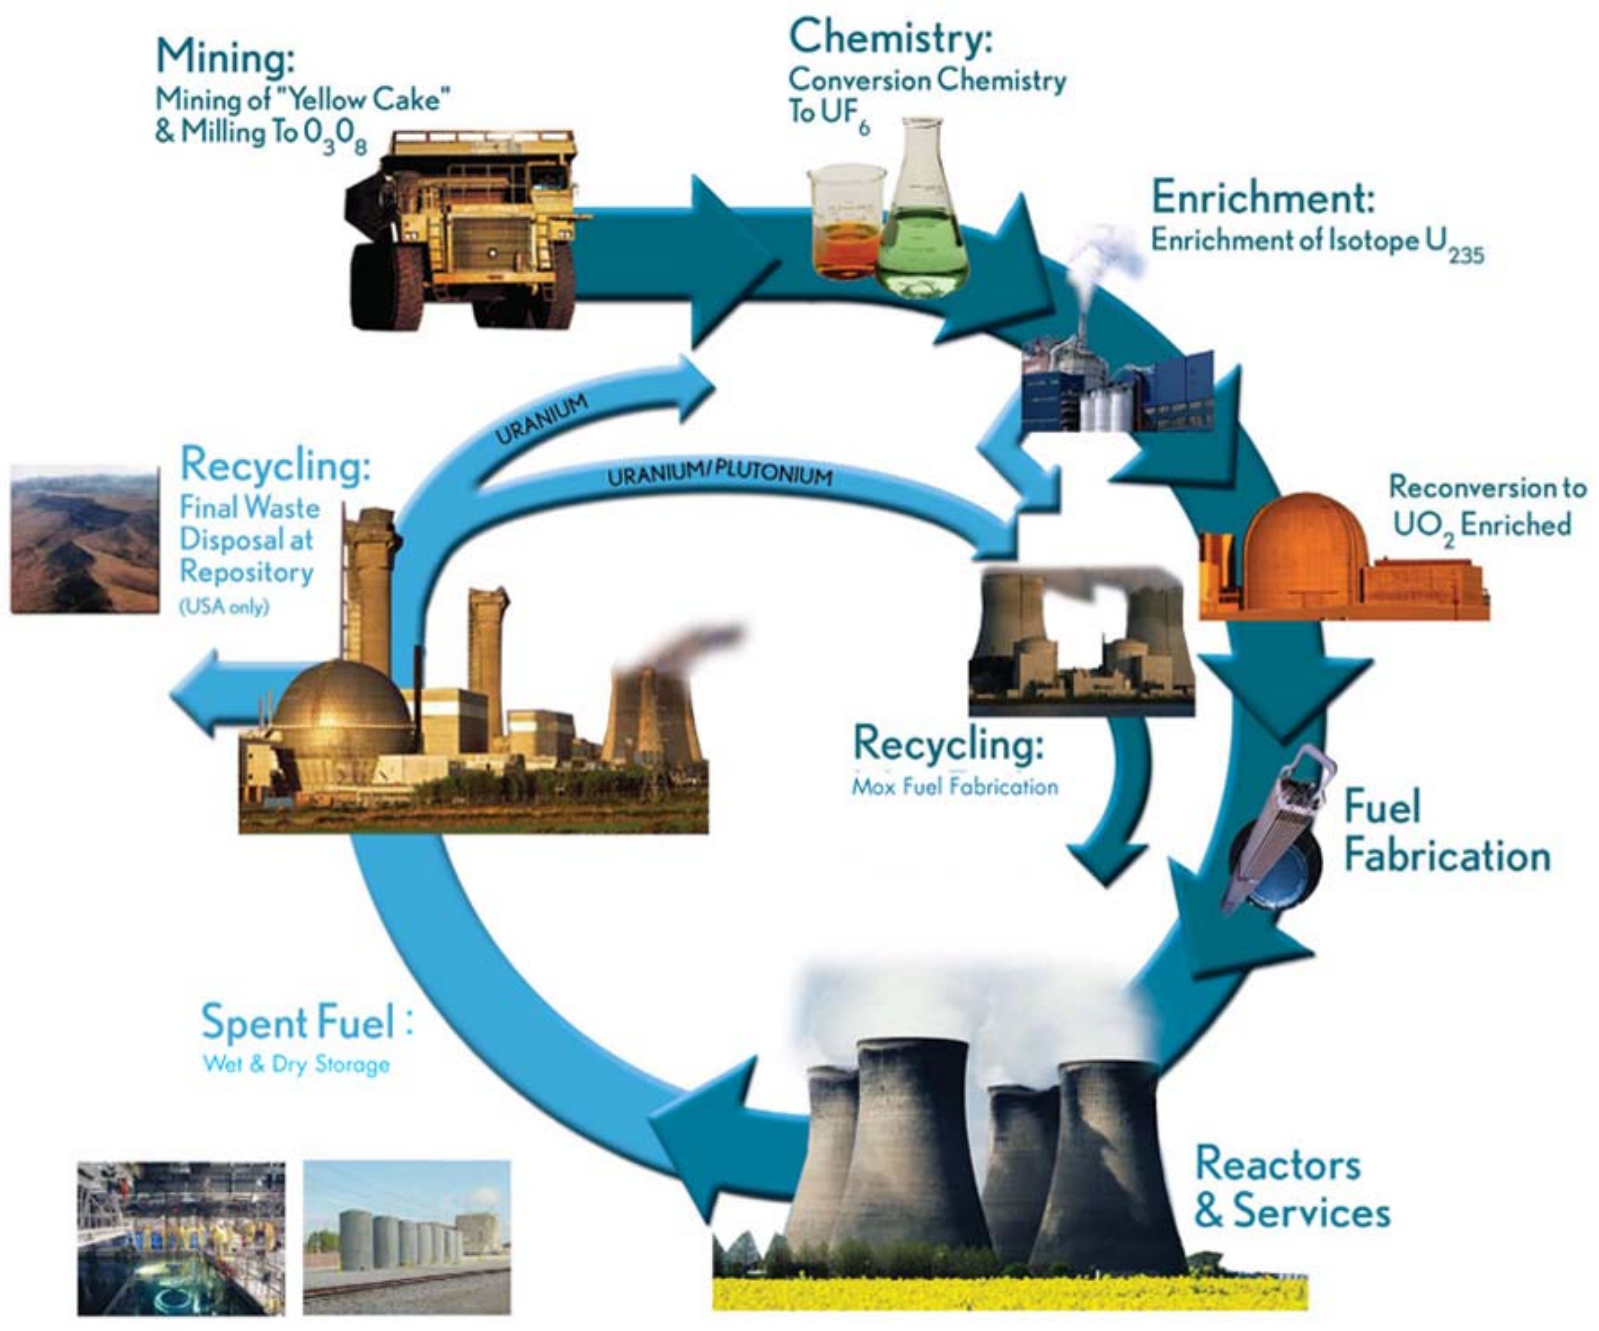 Mining:
Mining of "Yellow Cake"
& Milling To 0₃0₈
Chemistry:
Conversion Chemistry
To UF₆
Enrichment:
Enrichment of Isotope U₂₃₅
URANIUM
URANIUM/PLUTONIUM
Recycling:
Final Waste
Disposal at
Repository
(USA only)
Reconversion to
UO₂ Enriched
Recycling:
Mox Fuel Fabrication
Fuel
Fabrication
Spent Fuel :
Wet & Dry Storage
Reactors
& Services